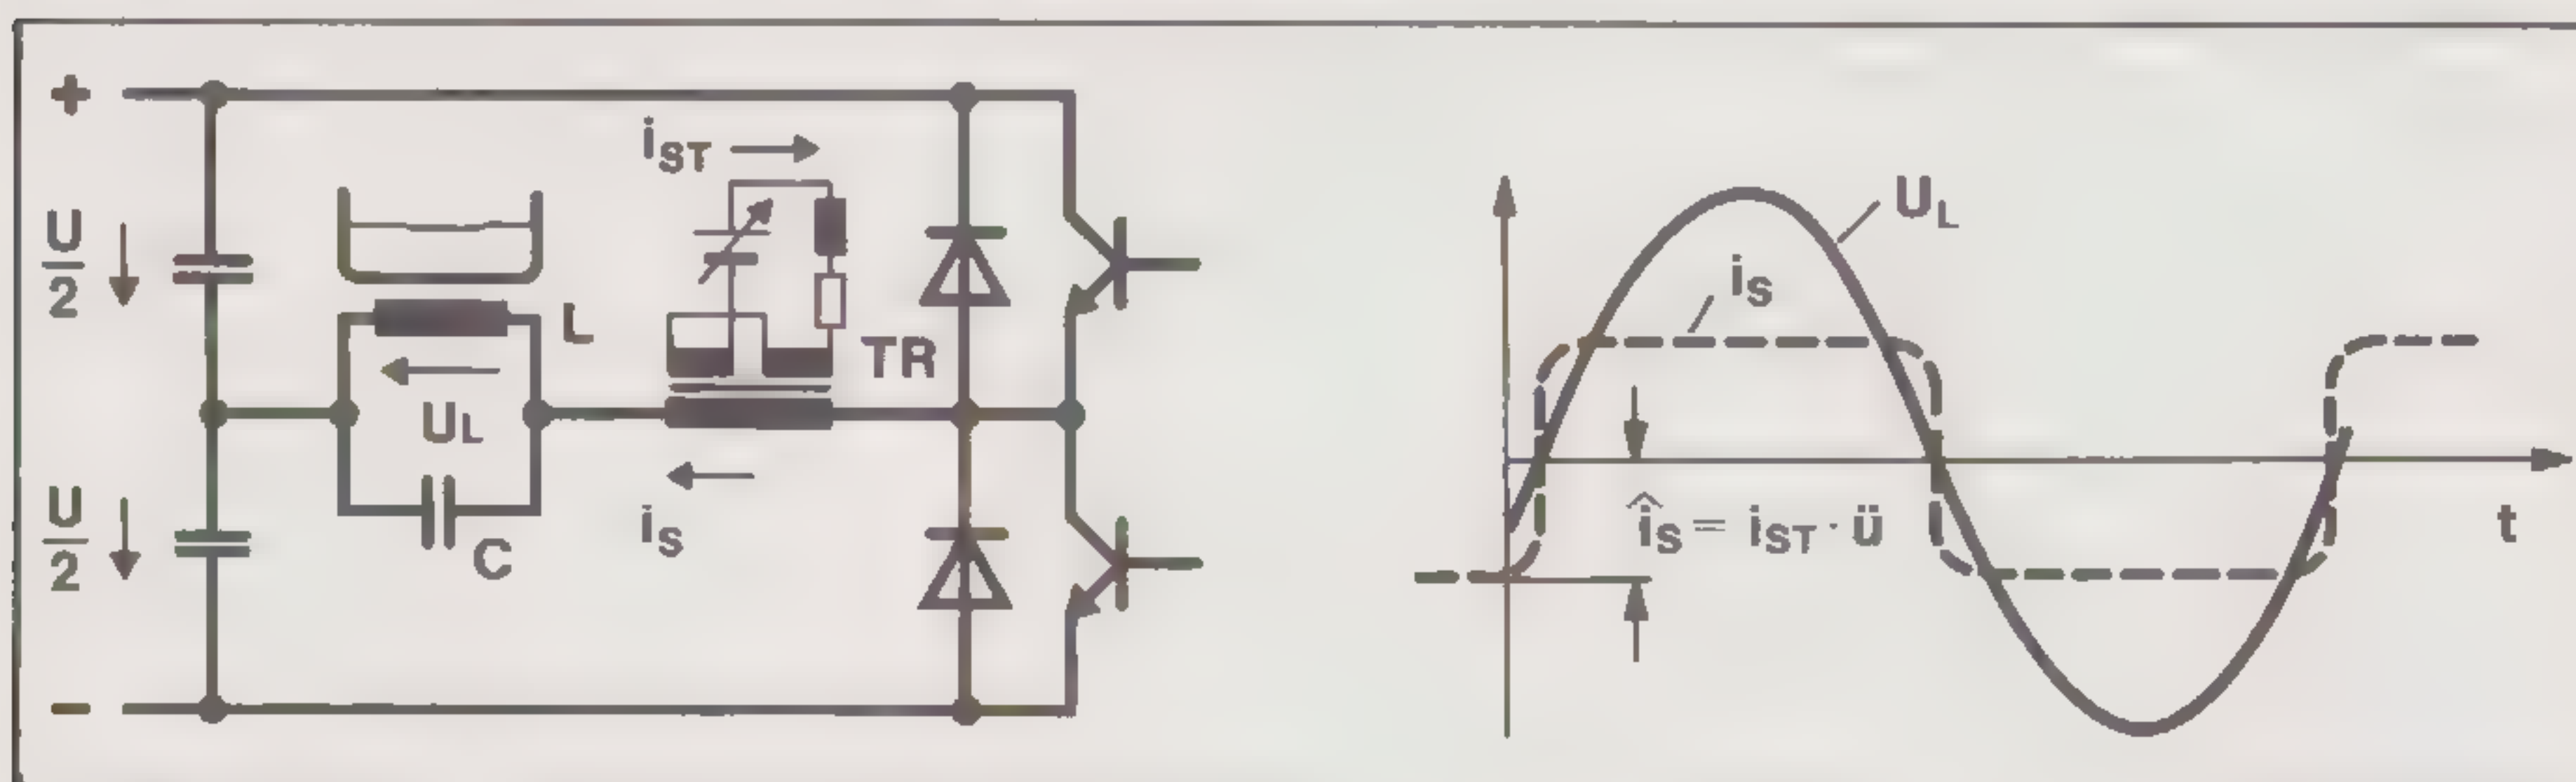 +
i_ST
U/2
L
U_L
TR
i_S
U/2
C
−
U_L
i_S
î_S = i_ST · ü
t